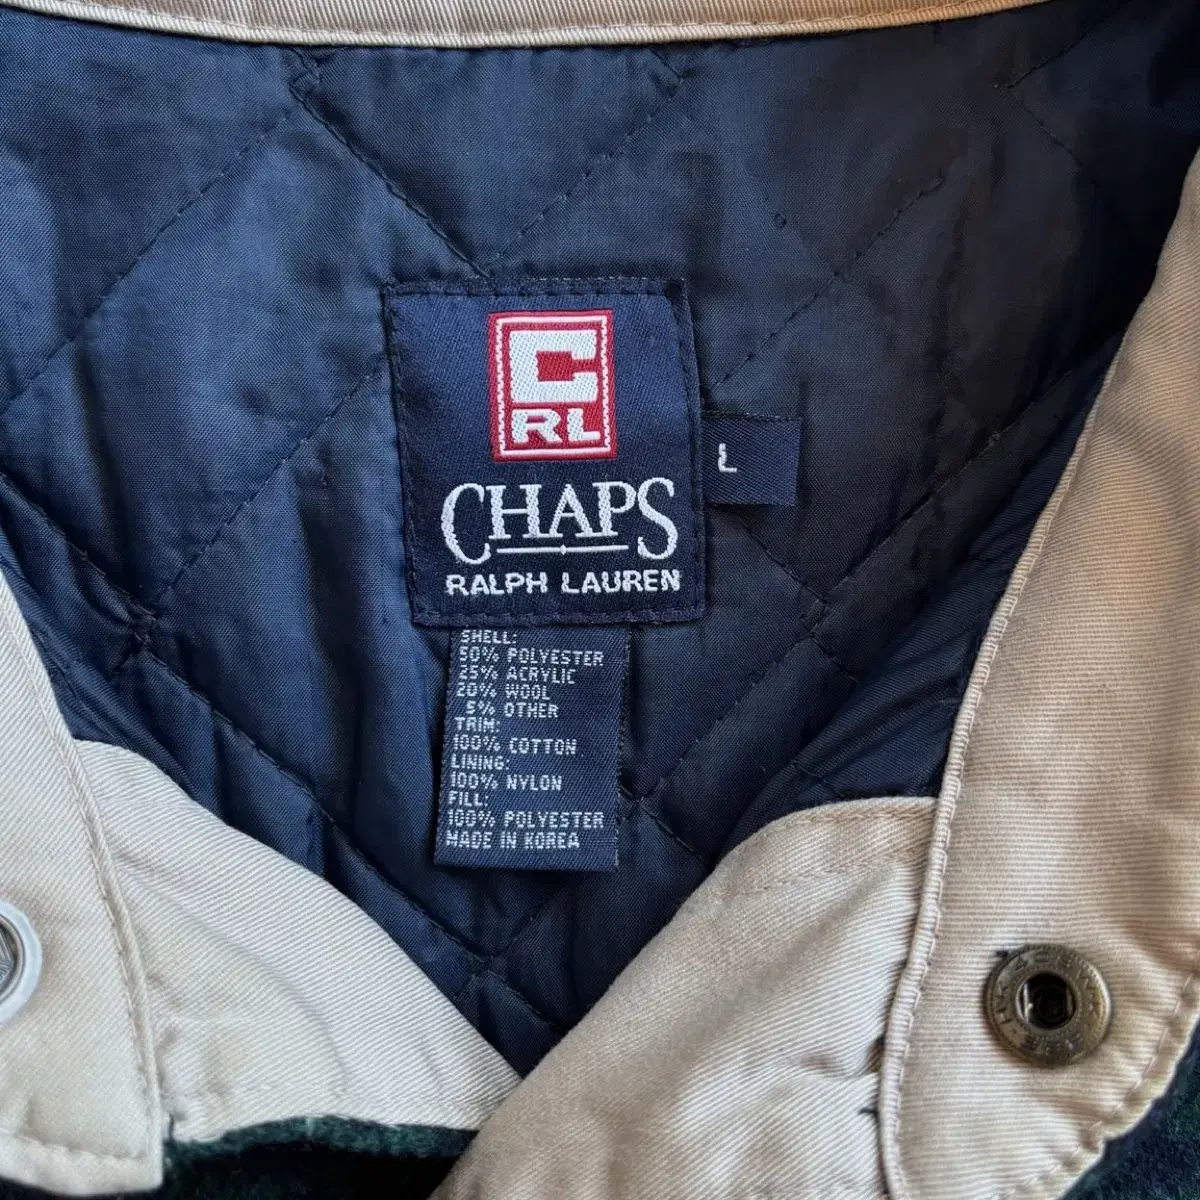 C
RL
CHAPS
RALPH LAUREN
L
SHELL:
50% POLYESTER
25% ACRYLIC
20% WOOL
5% OTHER
TRIM:
100% COTTON
LINING:
100% NYLON
FILL:
100% POLYESTER
MADE IN KOREA